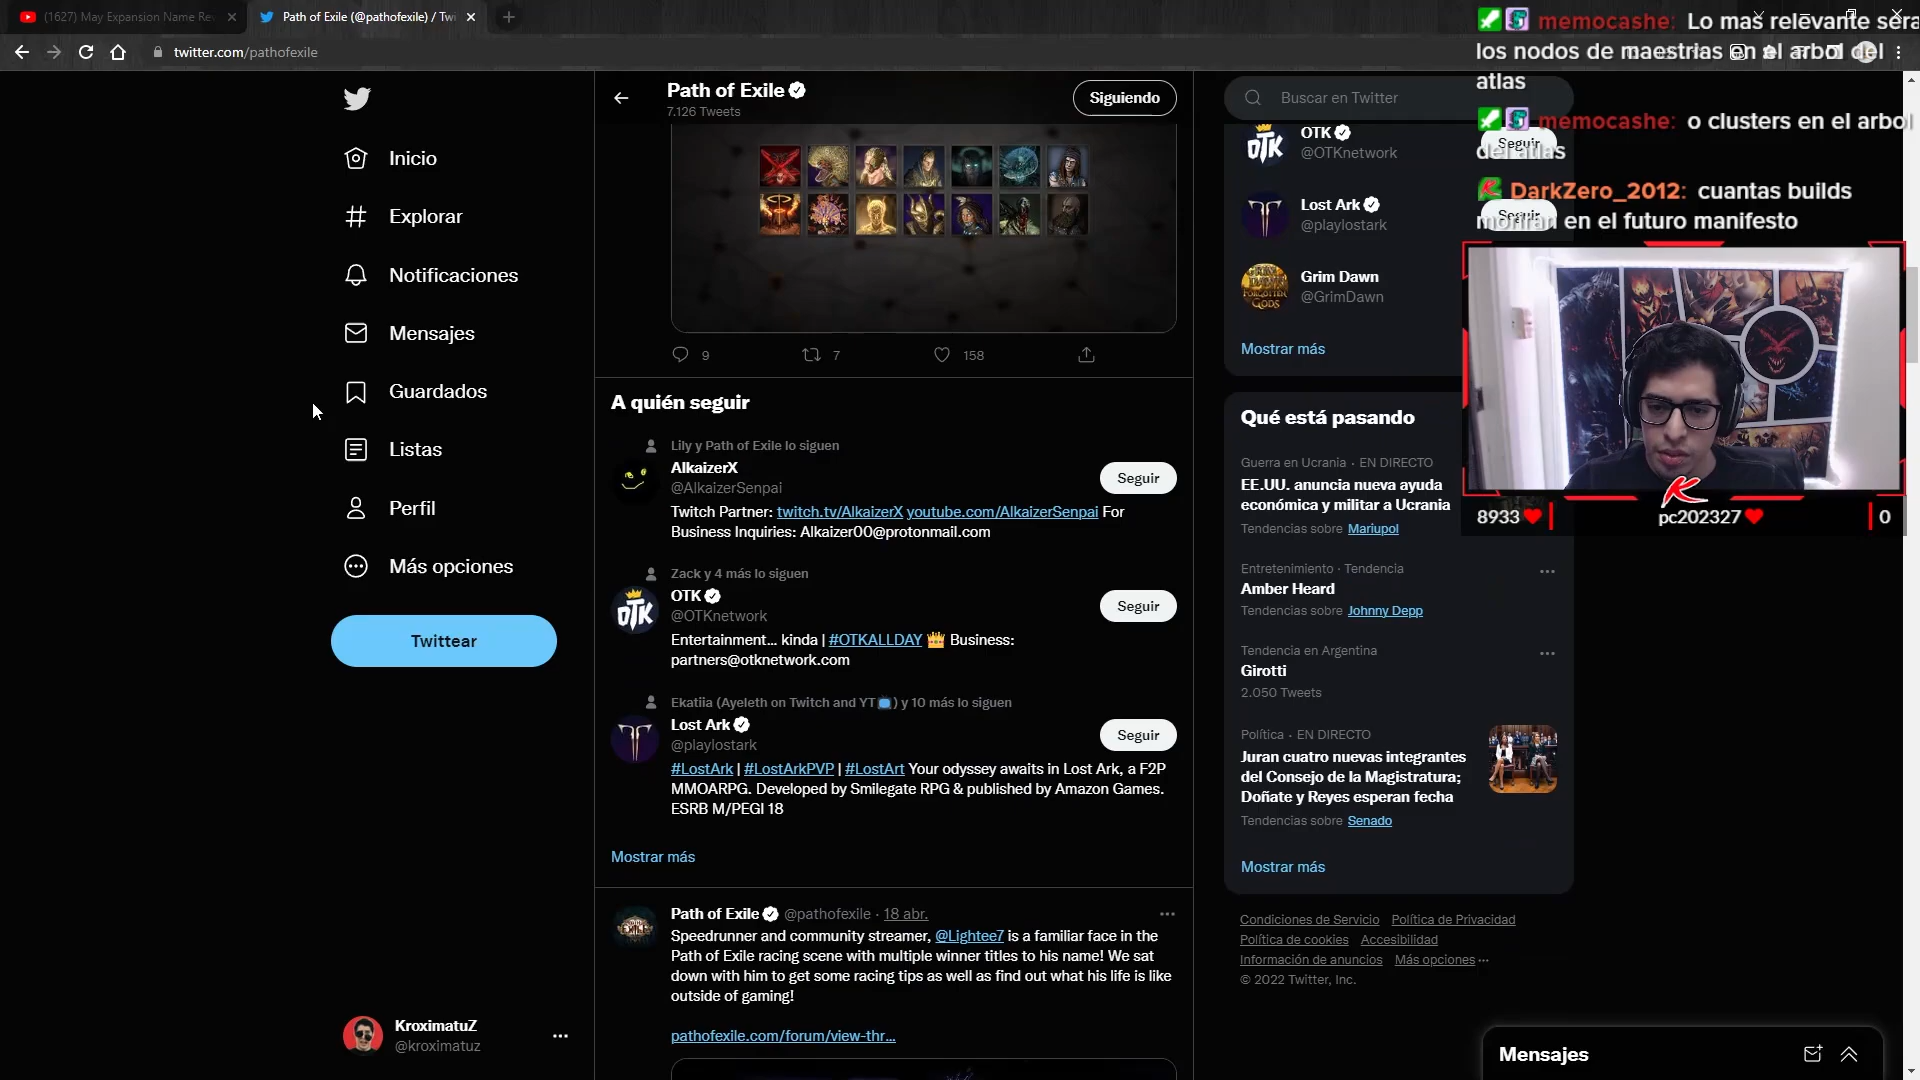 (1627) May Expansion Name Re
Path of Exile (@pathofexile) / Twi
twitter.com/pathofexile
Inicio
Explorar
Notificaciones
Mensajes
Guardados
Listas
Perfil
Más opciones
Twittear
KroximatuZ
@kroximatuz
Path of Exile
7.126 Tweets
Siguiendo
9
7
158
A quién seguir
Lily y Path of Exile lo siguen
AlkaizerX
@AlkaizerSenpai
Seguir
Twitch Partner: twitch.tv/AlkaizerX youtube.com/AlkaizerSenpai For
Business Inquiries: Alkaizer00@protonmail.com
Zack y 4 más lo siguen
OTK
@OTKnetwork
Seguir
Entertainment... kinda | #OTKALLDAY 👑 Business:
partners@otknetwork.com
Ekatiia (Ayeleth on Twitch and YT) y 10 más lo siguen
Lost Ark
@playlostark
Seguir
#LostArk | #LostArkPVP | #LostArt Your odyssey awaits in Lost Ark, a F2P
MMOARPG. Developed by Smilegate RPG & published by Amazon Games.
ESRB M/PEGI 18
Mostrar más
Path of Exile @pathofexile · 18 abr.
Speedrunner and community streamer, @Lightee7 is a familiar face in the
Path of Exile racing scene with multiple winner titles to his name! We sat
down with him to get some racing tips as well as find out what his life is like
outside of gaming!
pathofexile.com/forum/view-thr...
Buscar en Twitter
OTK
@OTKnetwork
Seguir
Lost Ark
@playlostark
Seguir
Grim Dawn
@GrimDawn
Mostrar más
Qué está pasando
Guerra en Ucrania · EN DIRECTO
EE.UU. anuncia nueva ayuda
económica y militar a Ucrania
Tendencias sobre Mariupol
Entretenimiento · Tendencia
Amber Heard
Tendencias sobre Johnny Depp
Tendencia en Argentina
Girotti
2.050 Tweets
Política · EN DIRECTO
Juran cuatro nuevas integrantes
del Consejo de la Magistratura;
Doñate y Reyes esperan fecha
Tendencias sobre Senado
Mostrar más
Condiciones de Servicio Política de Privacidad
Política de cookies Accesibilidad
Información de anuncios Más opciones ···
© 2022 Twitter, Inc.
Mensajes
memocashe: Lo mas relevante sera
los nodos de maestrias en el arbol del
atlas
memocashe: o clusters en el arbol
del atlas
DarkZero_2012: cuantas builds
moriran en el futuro manifesto
8933
pc202327
0